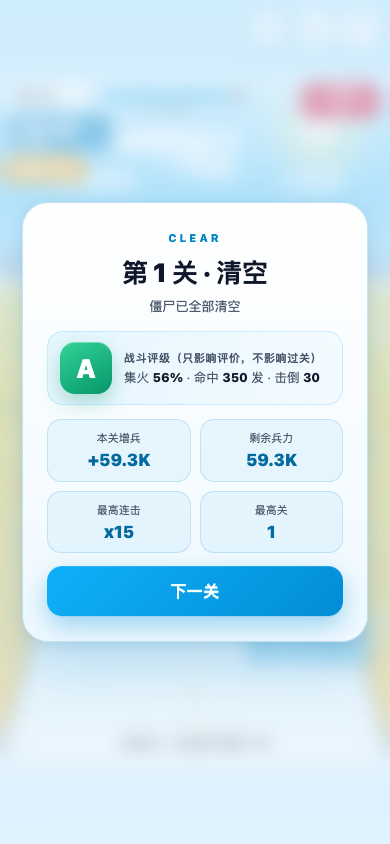 CLEAR
第 1 关 · 清空
僵尸已全部清空
A
战斗评级（只影响评价，不影响过关）
集火 56% · 命中 350 发 · 击倒 30
本关增兵
+59.3K
剩余兵力
59.3K
最高连击
x15
最高关
1
下一关